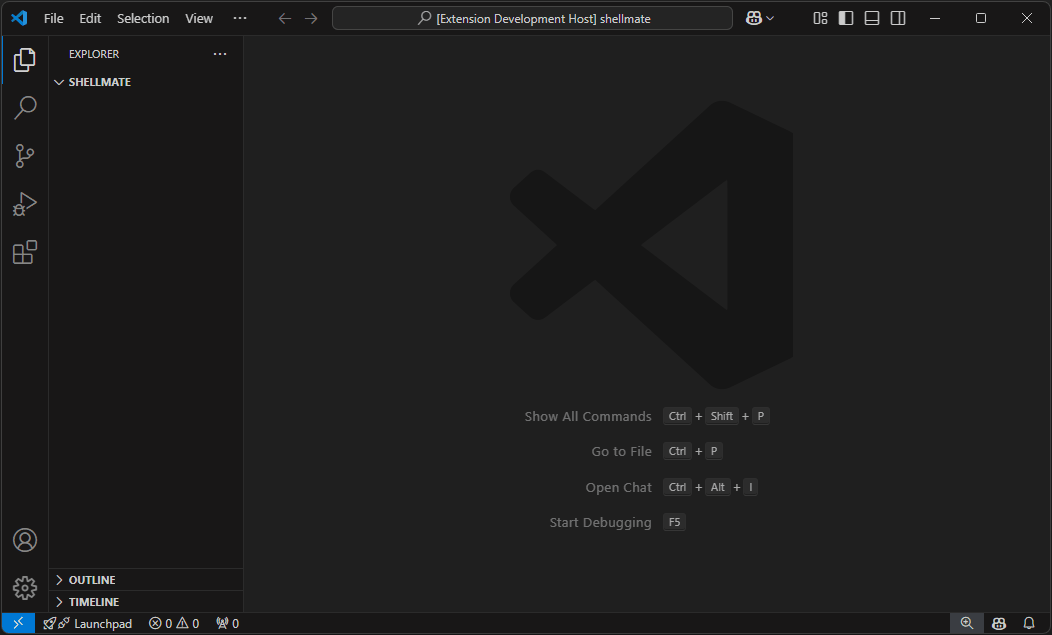 File Edit Selection View ··· [Extension Development Host] shellmate
EXPLORER ···
SHELLMATE
Show All Commands Ctrl + Shift + P
Go to File Ctrl + P
Open Chat Ctrl + Alt + I
Start Debugging F5
OUTLINE
TIMELINE
Launchpad 0 0 0